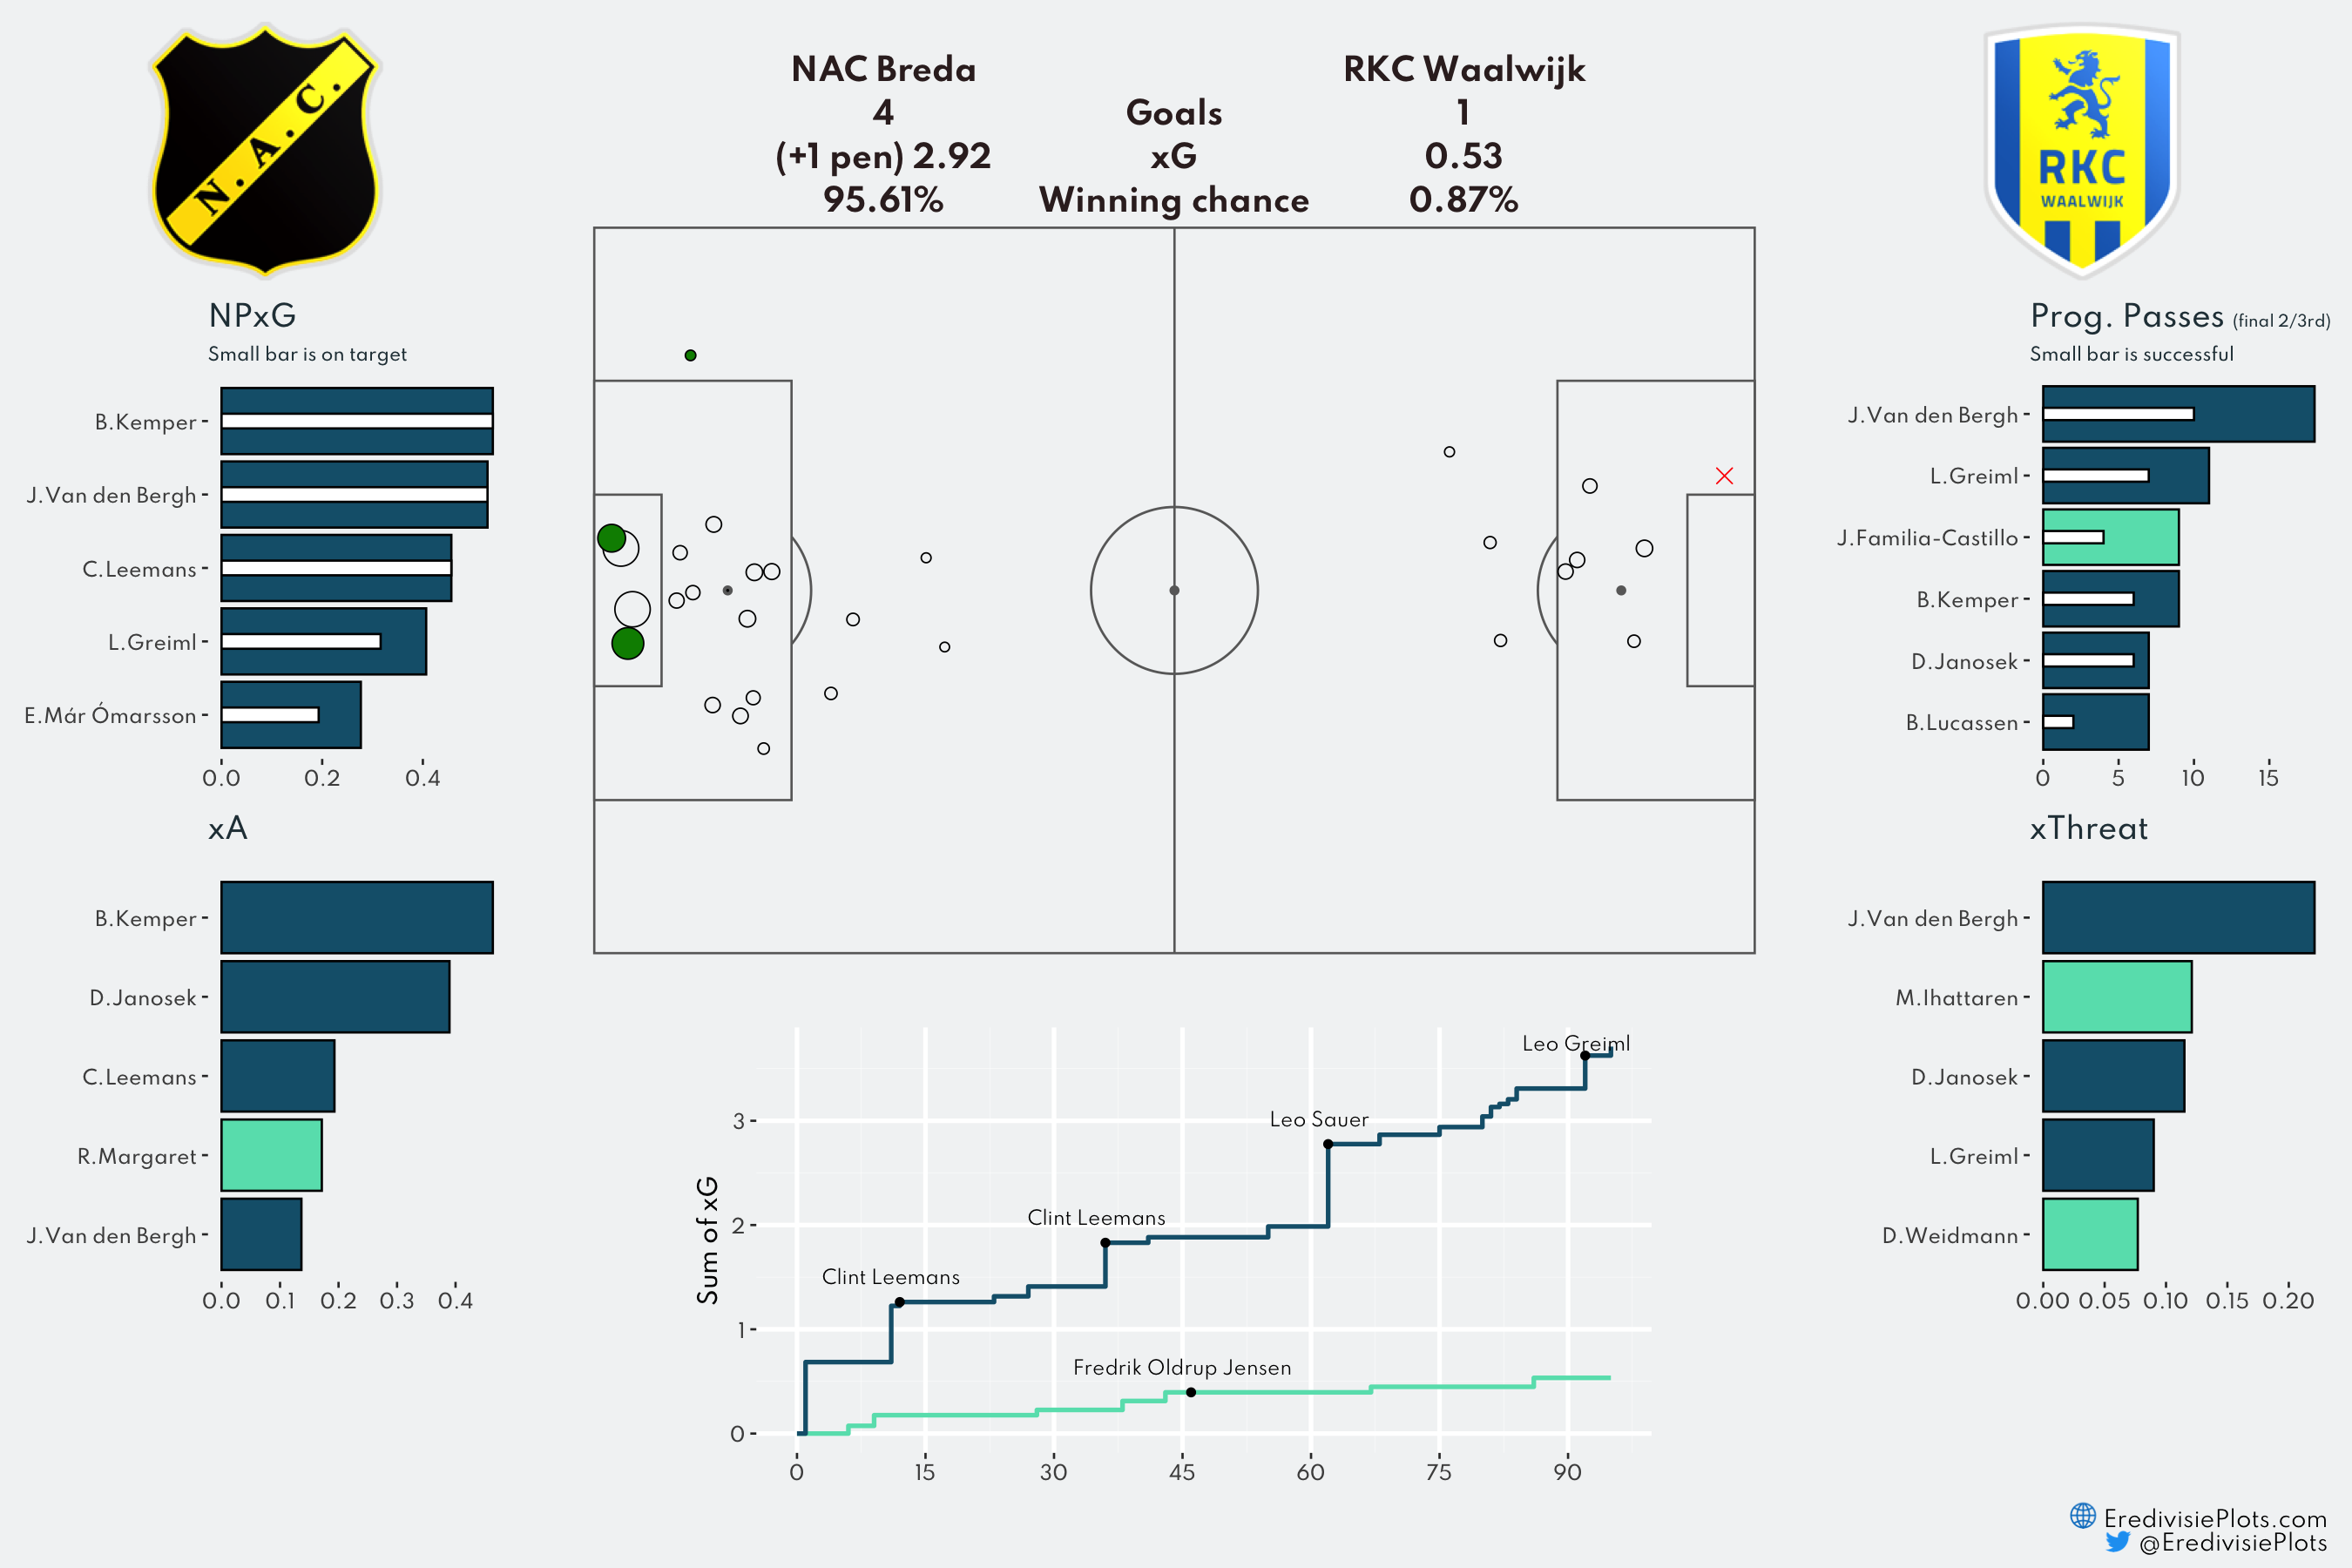 N.A.C.
NAC Breda
RKC Waalwijk
4
Goals
1
(+1 pen) 2.92
xG
0.53
95.61%
Winning chance
0.87%
RKC
WAALWIJK
NPxG
Small bar is on target
B.Kemper
J.Van den Bergh
C.Leemans
L.Greiml
E.Már Ómarsson
0.0 0.2 0.4
xA
B.Kemper
D.Janosek
C.Leemans
R.Margaret
J.Van den Bergh
0.0 0.1 0.2 0.3 0.4
Prog. Passes (final 2/3rd)
Small bar is successful
J.Van den Bergh
L.Greiml
J.Familia-Castillo
B.Kemper
D.Janosek
B.Lucassen
0 5 10 15
xThreat
J.Van den Bergh
M.Ihattaren
D.Janosek
L.Greiml
D.Weidmann
0.00 0.05 0.10 0.15 0.20
Sum of xG
3
2
1
0
Leo Greiml
Leo Sauer
Clint Leemans
Clint Leemans
Fredrik Oldrup Jensen
0 15 30 45 60 75 90
EredivisiePlots.com
@EredivisiePlots